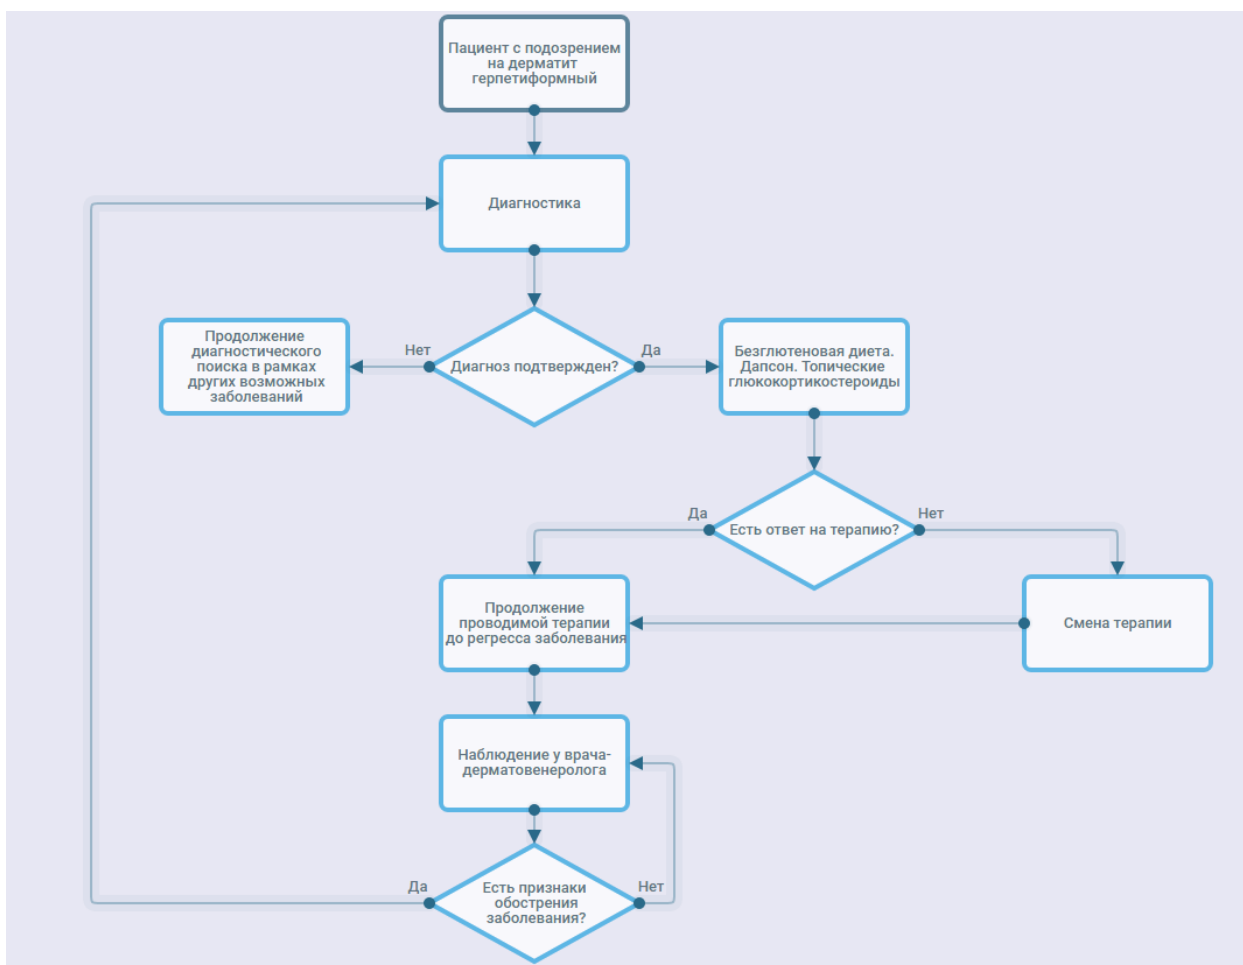 Пациент с подозрением
на дерматит
герпетиформный
Диагностика
Продолжение
диагностического
поиска в рамках
других возможных
заболеваний
Нет
Диагноз подтвержден?
Да
Безглютеновая диета.
Дапсон. Топические
глюкокортикостероиды
Да
Есть ответ на терапию?
Нет
Продолжение
проводимой терапии
до регресса заболевания
Смена терапии
Наблюдение у врача-
дерматовенеролога
Да
Есть признаки
обострения
заболевания?
Нет